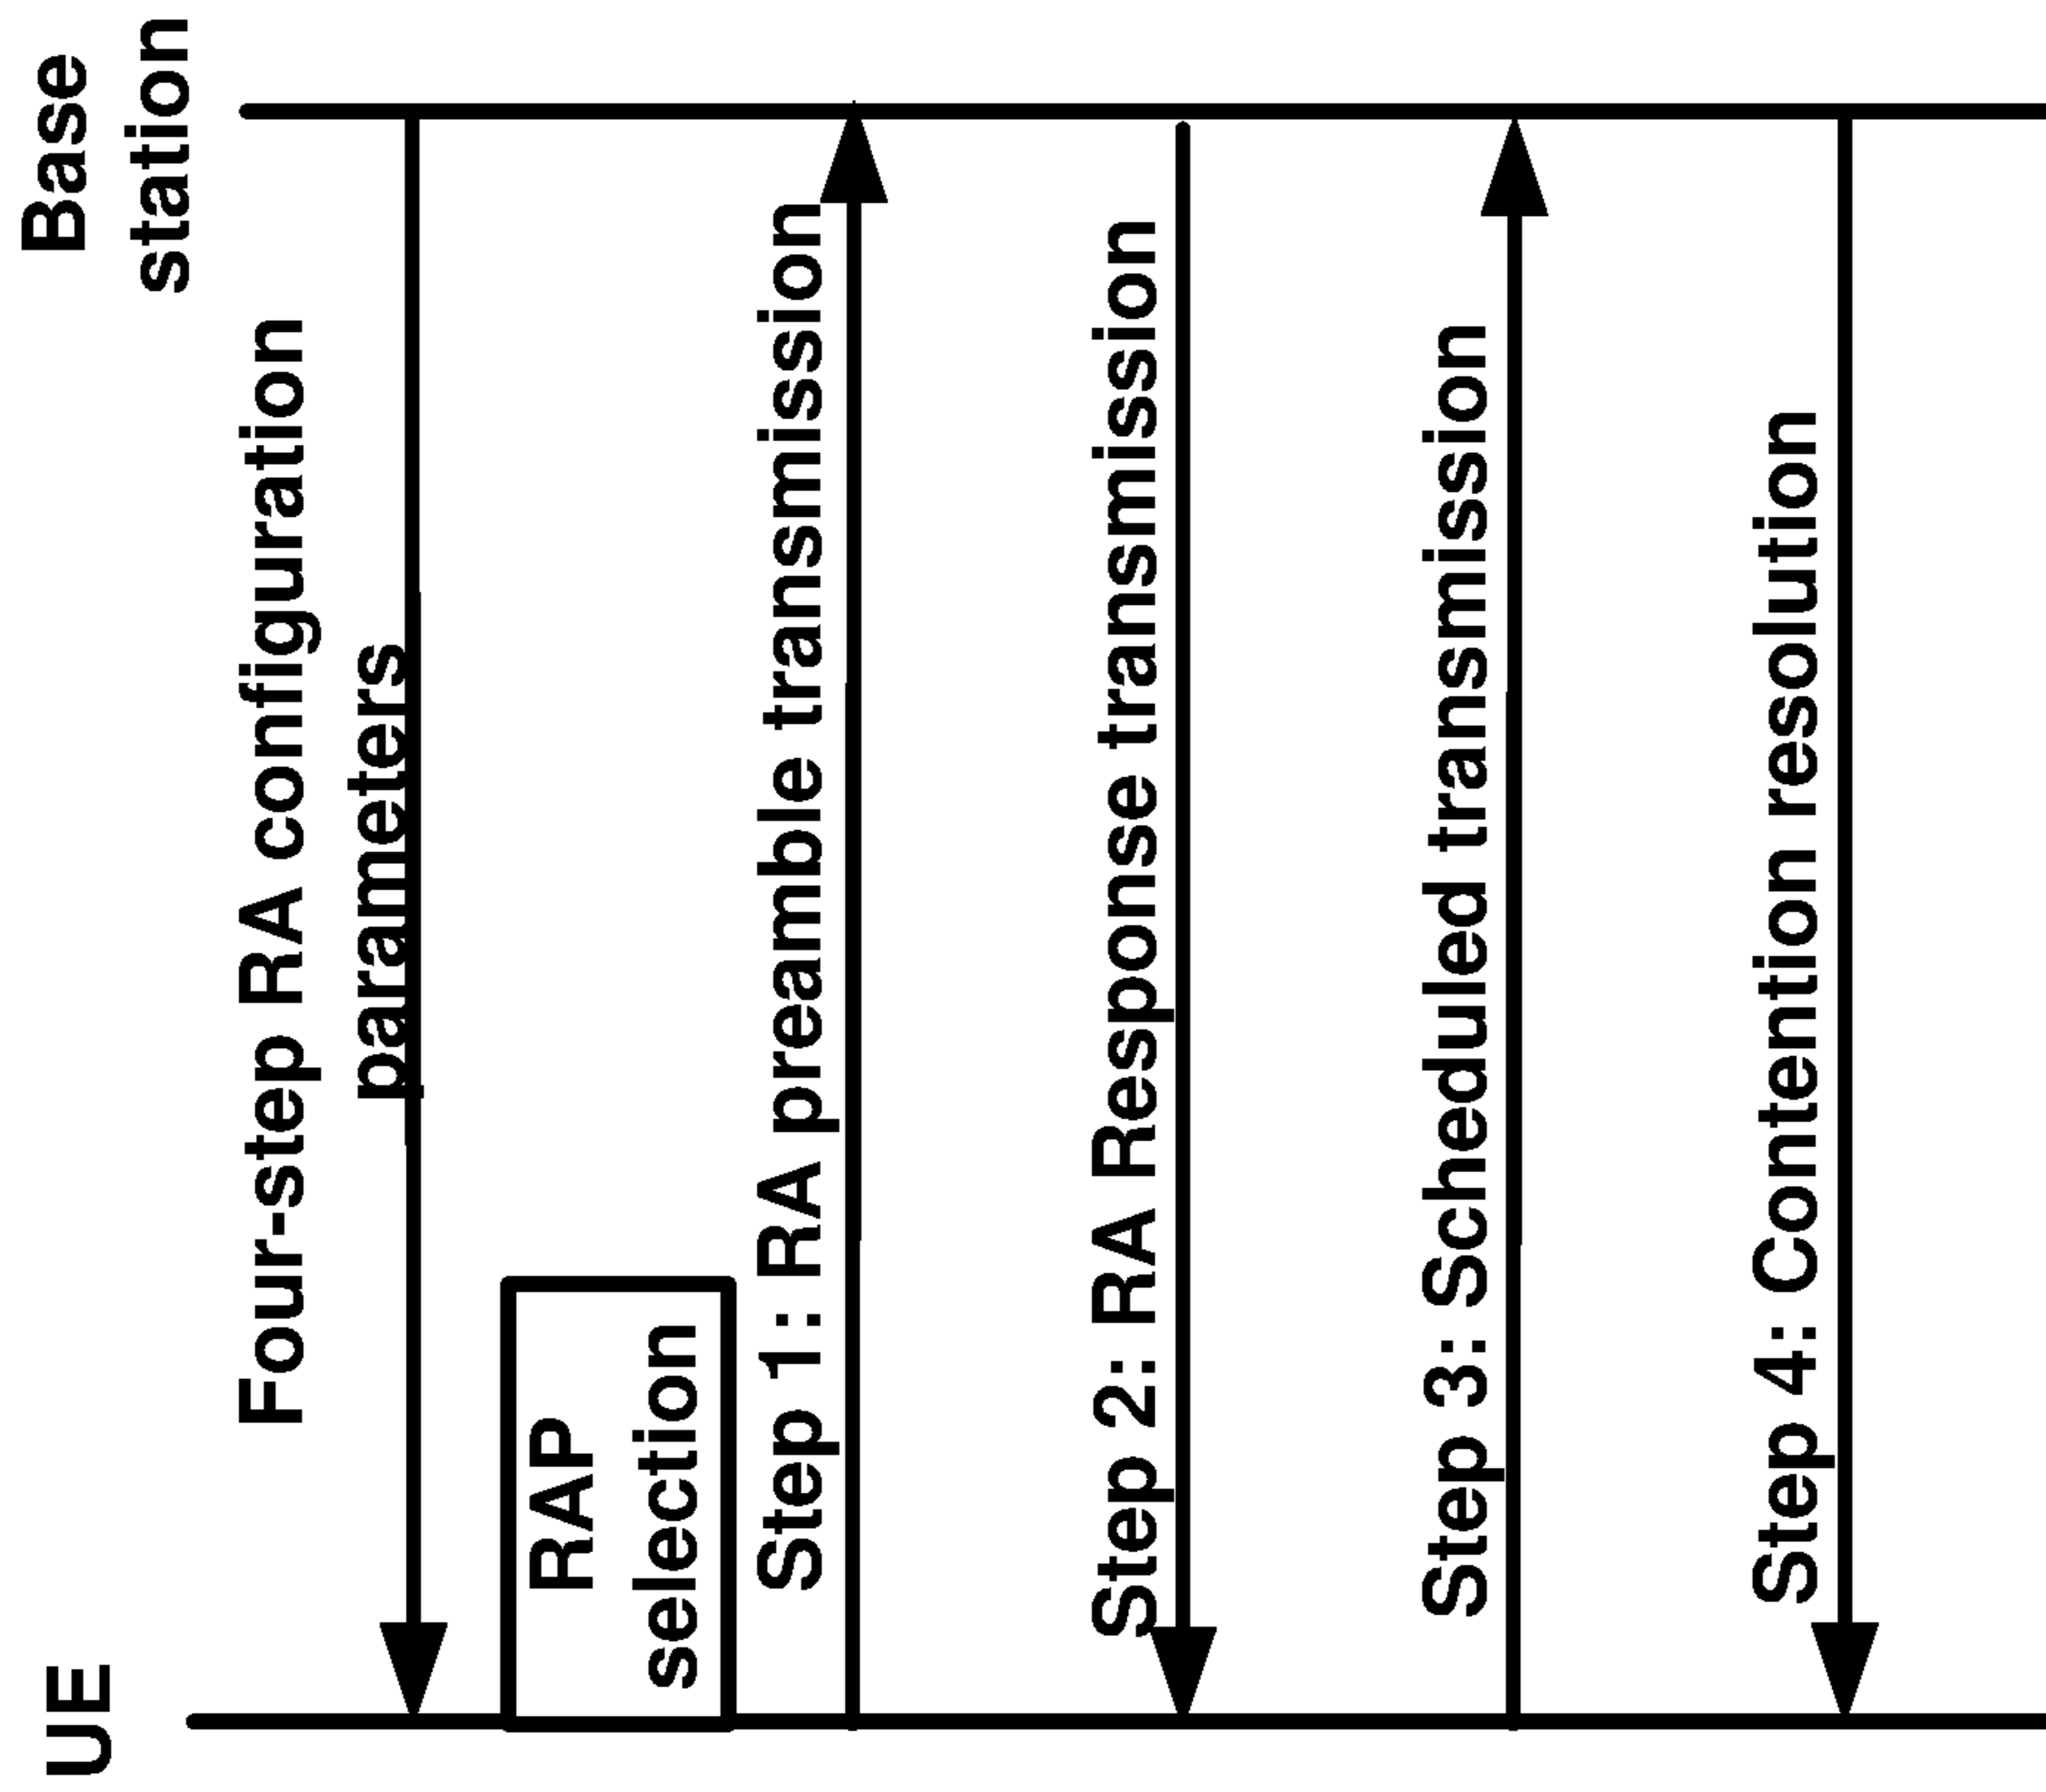 UE
Base
station
Four-step RA configuration
parameters
RAP
selection
Step 1: RA preamble transmission
Step 2: RA Response transmission
Step 3: Scheduled transmission
Step 4: Contention resolution